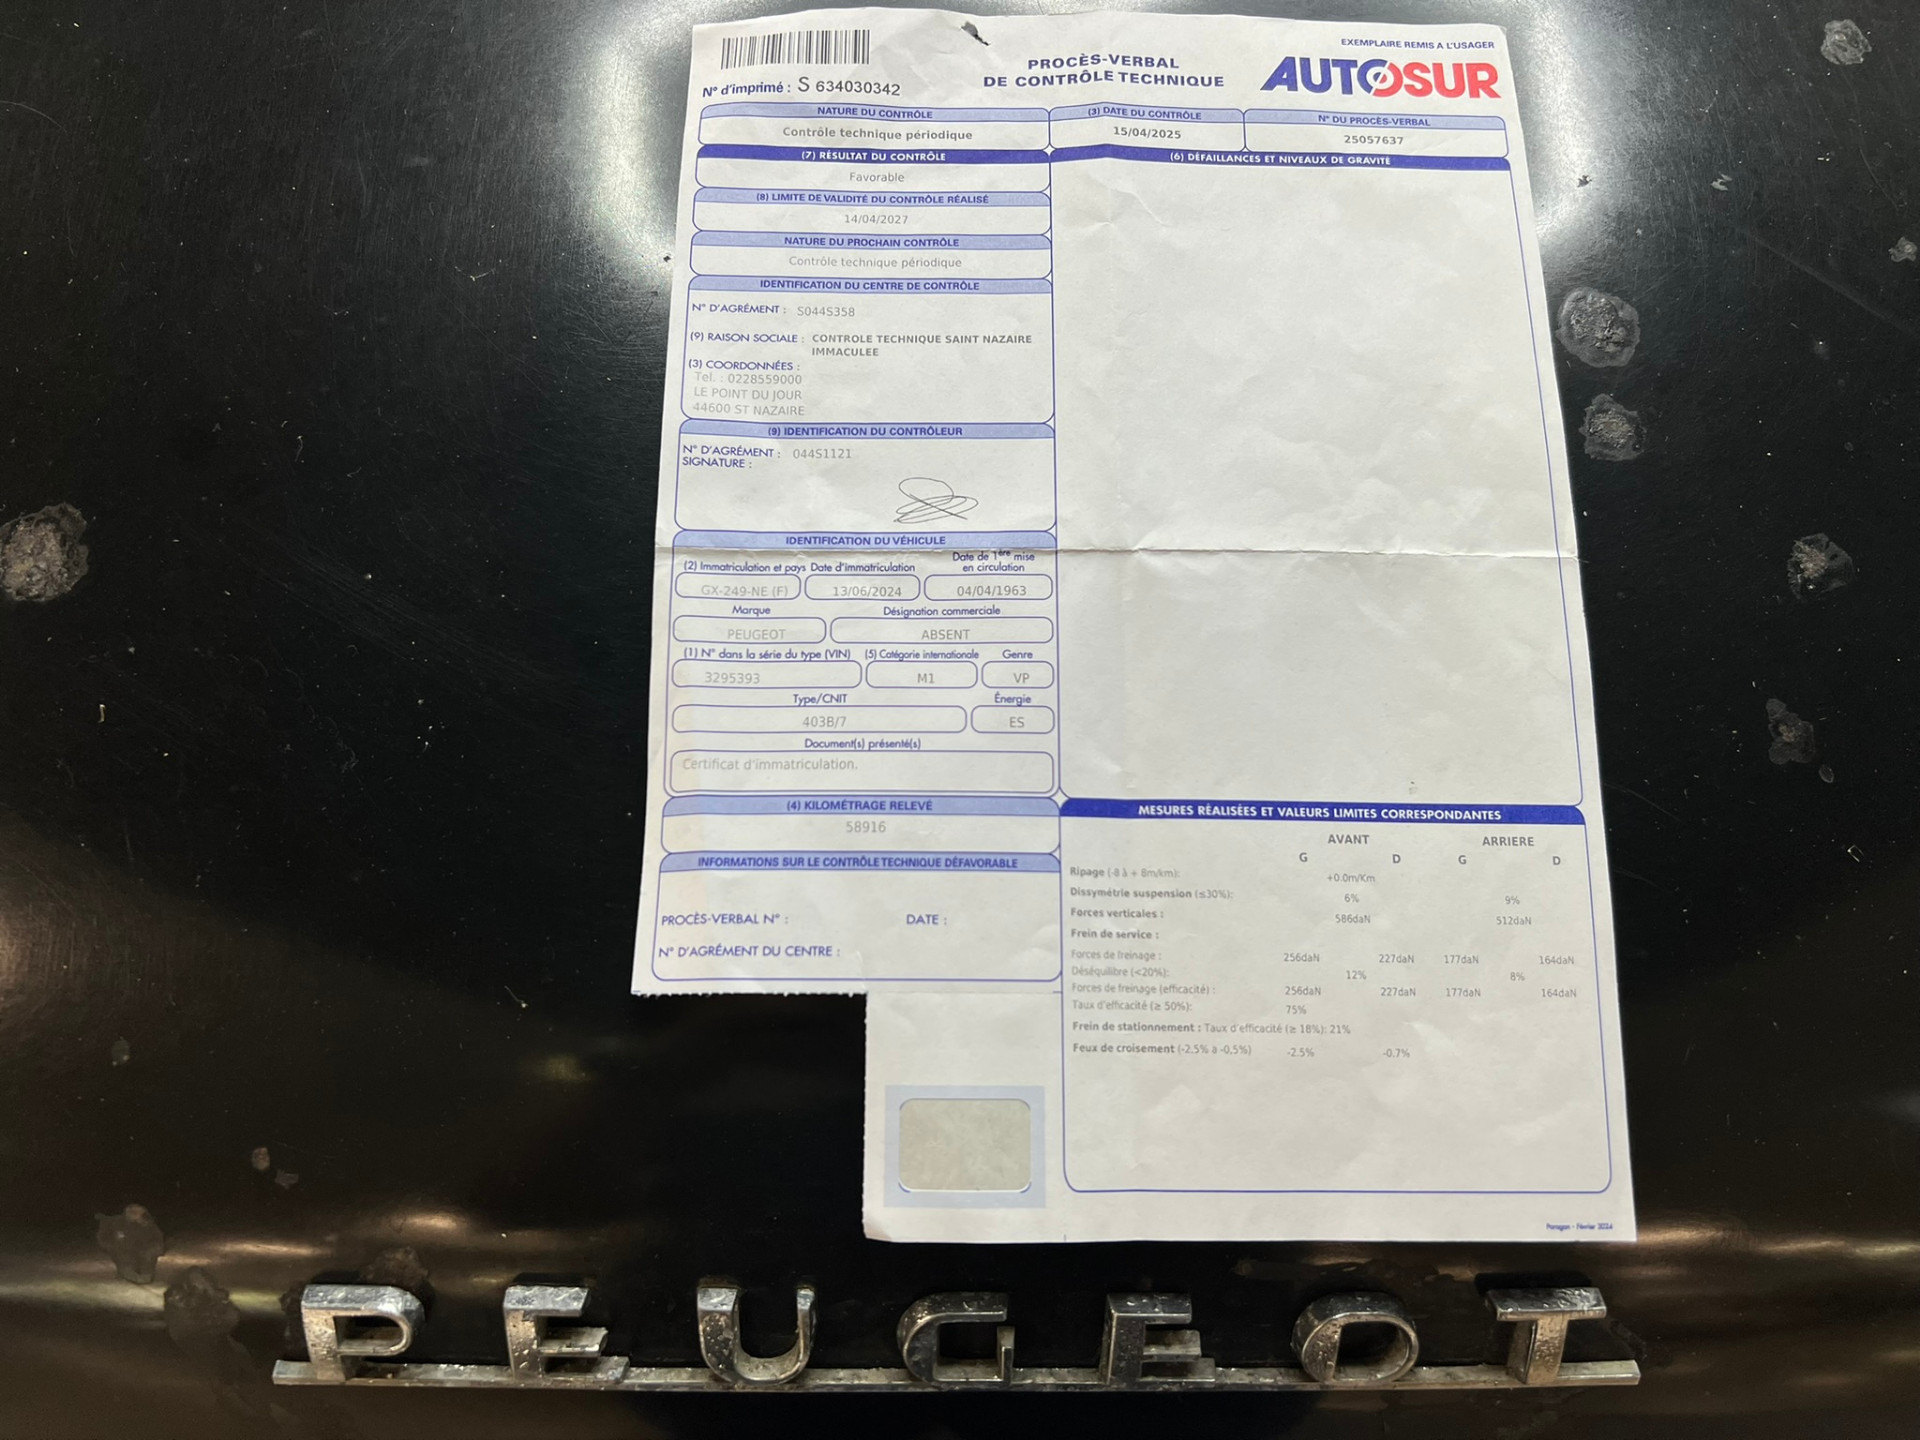 EXEMPLAIRE REMIS A L'USAGER
N° d'imprimé : S 634030342
PROCÈS-VERBAL
DE CONTRÔLE TECHNIQUE
AUTOSUR
NATURE DU CONTRÔLE
Contrôle technique périodique
(3) DATE DU CONTRÔLE
15/04/2025
N° DU PROCÈS-VERBAL
25057637
(7) RÉSULTAT DU CONTRÔLE
Favorable
(6) DÉFAILLANCES ET NIVEAUX DE GRAVITÉ
(8) LIMITE DE VALIDITÉ DU CONTRÔLE RÉALISÉ
14/04/2027
NATURE DU PROCHAIN CONTRÔLE
Contrôle technique périodique
IDENTIFICATION DU CENTRE DE CONTRÔLE
N° D'AGRÉMENT : S044S358
(9) RAISON SOCIALE : CONTROLE TECHNIQUE SAINT NAZAIRE
IMMACULEE
(3) COORDONNÉES :
Tel. : 0228559000
LE POINT DU JOUR
44600 ST NAZAIRE
(9) IDENTIFICATION DU CONTRÔLEUR
N° D'AGRÉMENT : 044S1121
SIGNATURE :
IDENTIFICATION DU VÉHICULE
(2) Immatriculation et pays Date d'immatriculation Date de 1ère mise en circulation
GX-249-NE (F) 13/06/2024 04/04/1963
Marque Désignation commerciale
PEUGEOT ABSENT
(1) N° dans la série du type (VIN) (5) Catégorie internationale Genre
3295393 M1 VP
Type/CNIT Énergie
403B/7 ES
Document(s) présenté(s)
Certificat d'immatriculation.
(4) KILOMÉTRAGE RELEVÉ
58916
INFORMATIONS SUR LE CONTRÔLE TECHNIQUE DÉFAVORABLE
PROCÈS-VERBAL N° : DATE :
N° D'AGRÉMENT DU CENTRE :
MESURES RÉALISÉES ET VALEURS LIMITES CORRESPONDANTES
AVANT ARRIERE
G D G D
Ripage (-8 à + 8m/km): +0.0m/Km
Dissymétrie suspension (≤30%): 6% 9%
Forces verticales : 586daN 512daN
Frein de service :
Forces de freinage : 256daN 227daN 177daN 164daN
Déséquilibre (<20%): 12% 8%
Forces de freinage (efficacité) : 256daN 227daN 177daN 164daN
Taux d'efficacité (≥ 50%): 75%
Frein de stationnement : Taux d'efficacité (≥ 18%): 21%
Feux de croisement (-2.5% à -0.5%) -2.5% -0.7%
Paragon - Février 2024
PEUGEOT